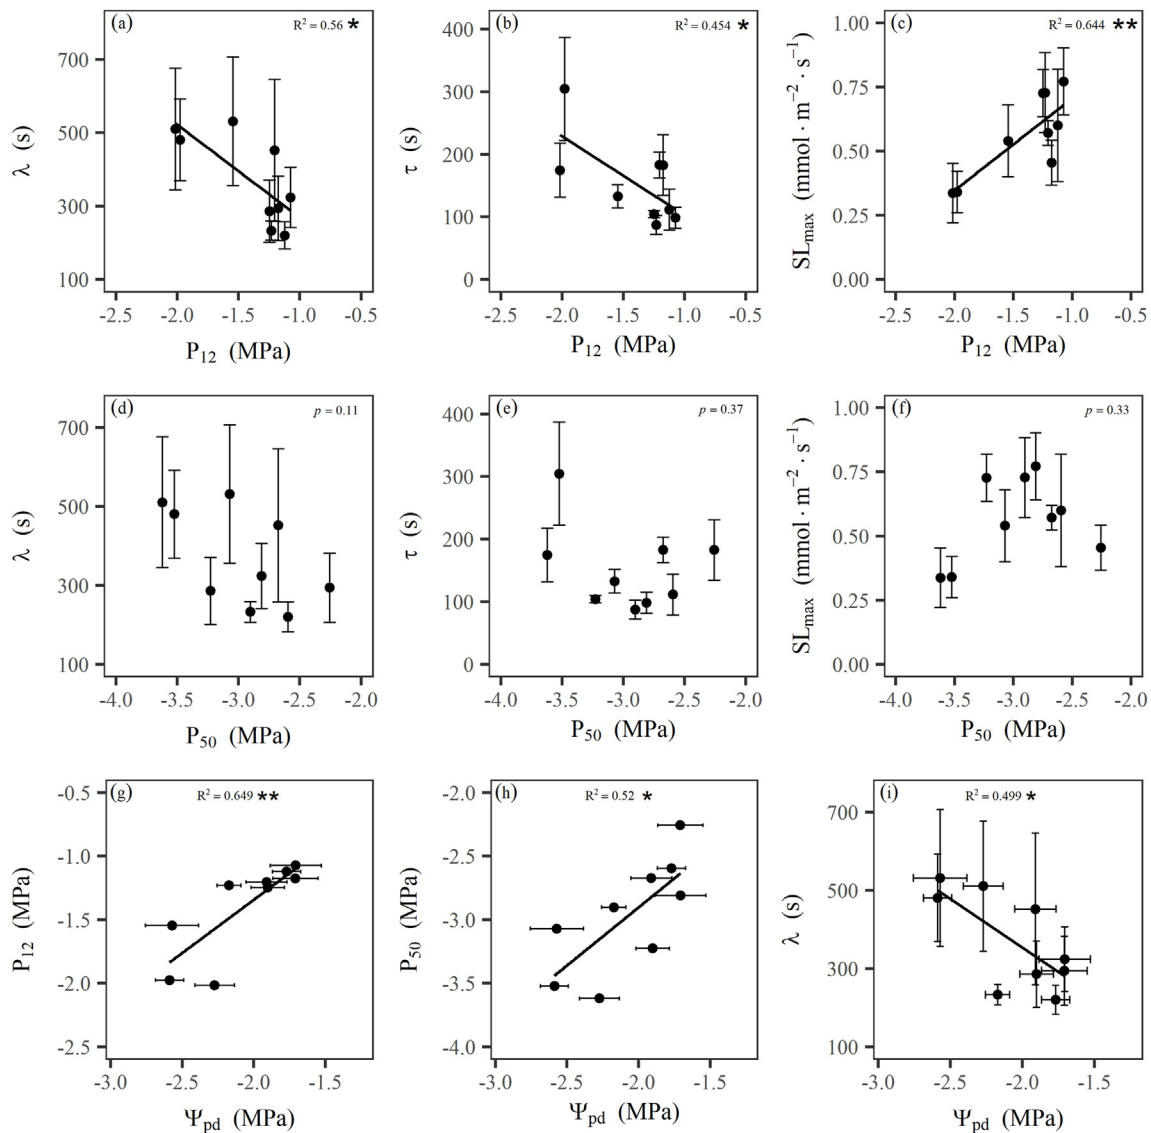 (a) R² = 0.56 *
λ (s)
700
500
300
100
-2.5 -2.0 -1.5 -1.0 -0.5
P₁₂ (MPa)
(b) R² = 0.454 *
τ (s)
400
300
200
100
0
-2.5 -2.0 -1.5 -1.0 -0.5
P₁₂ (MPa)
(c) R² = 0.644 **
SLmax (mmol · m⁻² · s⁻¹)
1.00
0.75
0.50
0.25
0.00
-2.5 -2.0 -1.5 -1.0 -0.5
P₁₂ (MPa)
(d) p = 0.11
λ (s)
700
500
300
100
-4.0 -3.5 -3.0 -2.5 -2.0
P₅₀ (MPa)
(e) p = 0.37
τ (s)
400
300
200
100
0
-4.0 -3.5 -3.0 -2.5 -2.0
P₅₀ (MPa)
(f) p = 0.33
SLmax (mmol · m⁻² · s⁻¹)
1.00
0.75
0.50
0.25
0.00
-4.0 -3.5 -3.0 -2.5 -2.0
P₅₀ (MPa)
(g) R² = 0.649 **
P₁₂ (MPa)
-0.5
-1.0
-1.5
-2.0
-2.5
-3.0 -2.5 -2.0 -1.5
Ψpd (MPa)
(h) R² = 0.52 *
P₅₀ (MPa)
-2.0
-2.5
-3.0
-3.5
-4.0
-3.0 -2.5 -2.0 -1.5
Ψpd (MPa)
(i) R² = 0.499 *
λ (s)
700
500
300
100
-3.0 -2.5 -2.0 -1.5
Ψpd (MPa)